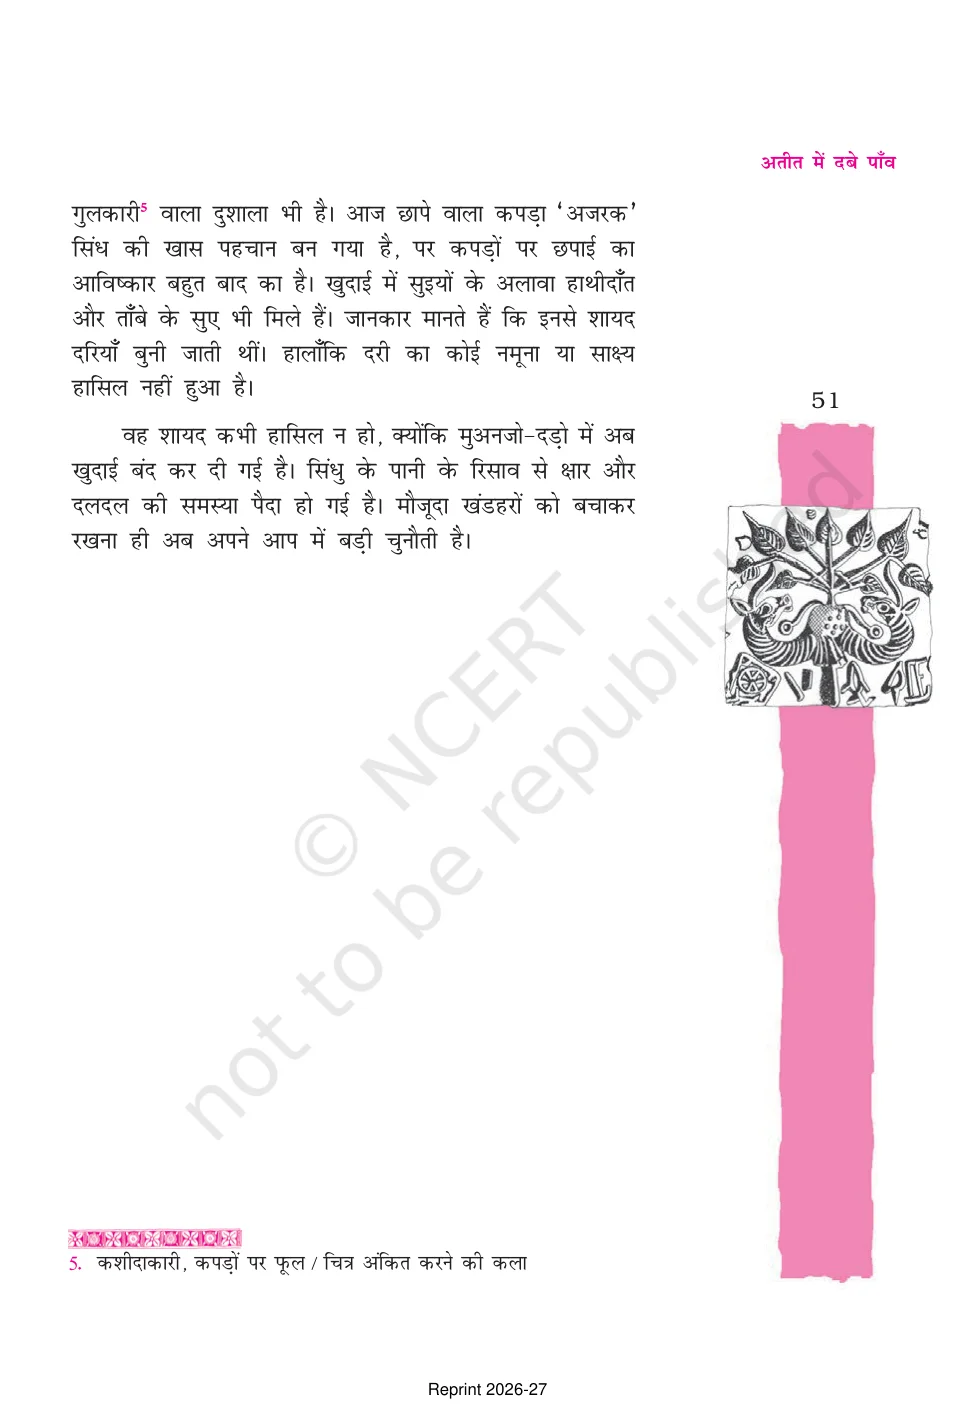 अतीत में दबे पाँव
गुलकारी5 वाला दुशाला भी है। आज छापे वाला कपड़ा ‘अजरक’
सिंध की खास पहचान बन गया है, पर कपड़ों पर छपाई का
आविष्कार बहुत बाद का है। खुदाई में सुइयों के अलावा हाथीदाँत
और ताँबे के सुए भी मिले हैं। जानकार मानते हैं कि इनसे शायद
दरियाँ बुनी जाती थीं। हालाँकि दरी का कोई नमूना या साक्ष्य
हासिल नहीं हुआ है।
51
वह शायद कभी हासिल न हो, क्योंकि मुअनजो-दड़ो में अब
खुदाई बंद कर दी गई है। सिंधु के पानी के रिसाव से क्षार और
दलदल की समस्या पैदा हो गई है। मौजूदा खंडहरों को बचाकर
रखना ही अब अपने आप में बड़ी चुनौती है।
© NCERT
not to be republished
5. कशीदाकारी, कपड़ों पर फूल / चित्र अंकित करने की कला
Reprint 2026-27